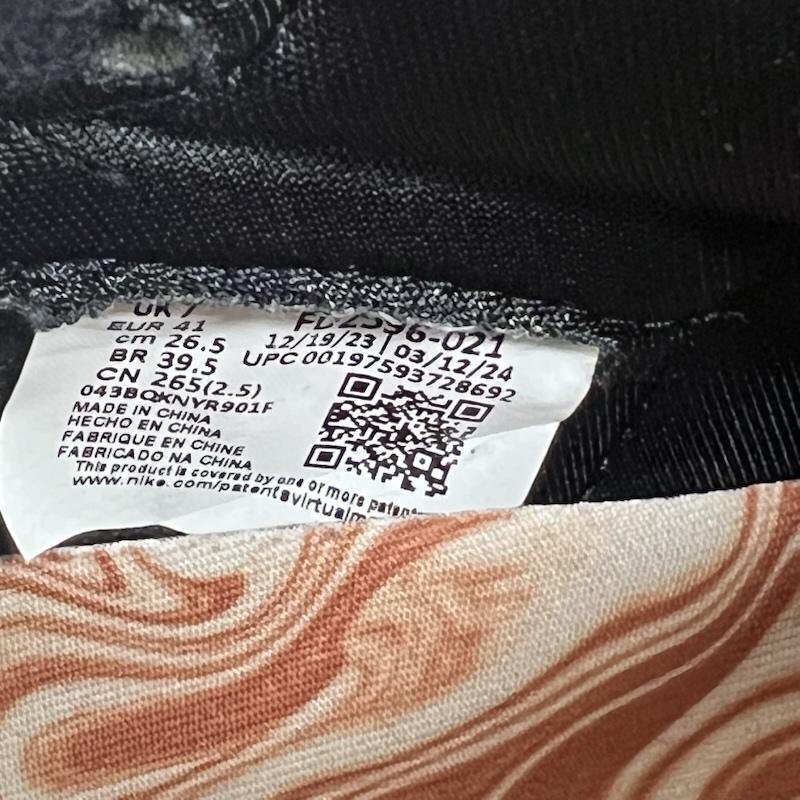 UK 7
EUR 41
cm 26.5
BR 39.5
CN 265(2.5)
043BQKNYR901F
MADE IN CHINA
HECHO EN CHINA
FABRIQUE EN CHINE
FABRICADO NA CHINA
This product is covered by one or more patents
www.nike.com/patentsvirtualm
FD2596-021
12/19/23 | 03/12/24
UPC 00197593728692